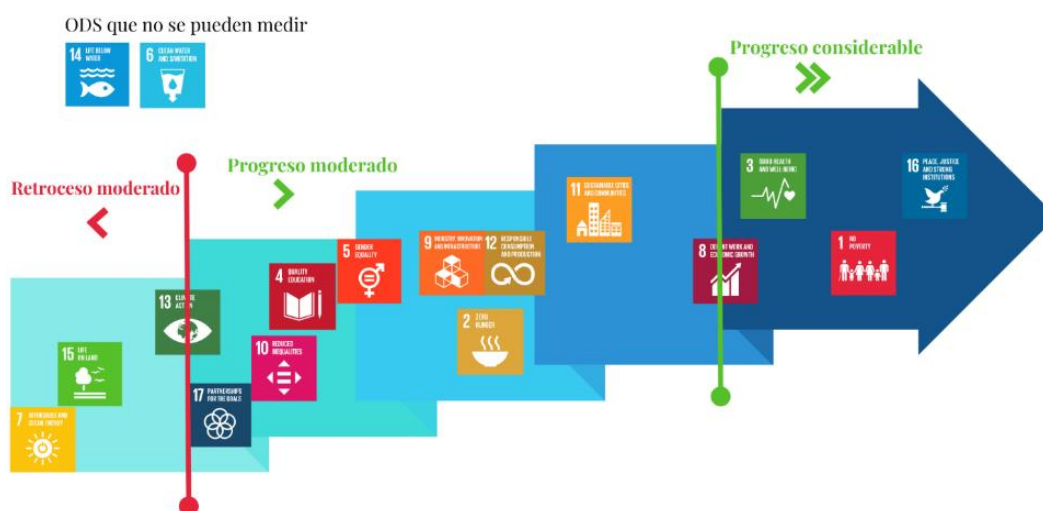 ODS que no se pueden medir
14 LIFE BELOW
WATER
6 CLEAN WATER
AND SANITATION
Progreso considerable
Progreso moderado
Retroceso moderado
3 GOOD HEALTH
AND WELL-BEING
16 PEACE, JUSTICE
AND STRONG
INSTITUTIONS
11 SUSTAINABLE CITIES
AND COMMUNITIES
1 NO
POVERTY
5 GENDER
EQUALITY
9 INDUSTRY, INNOVATION
AND INFRASTRUCTURE
12 RESPONSIBLE
CONSUMPTION
AND PRODUCTION
8 DECENT WORK AND
ECONOMIC GROWTH
4 QUALITY
EDUCATION
13 CLIMATE
ACTION
2 ZERO
HUNGER
10 REDUCED
INEQUALITIES
15 LIFE
ON LAND
17 PARTNERSHIPS
FOR THE GOALS
7 AFFORDABLE AND
CLEAN ENERGY